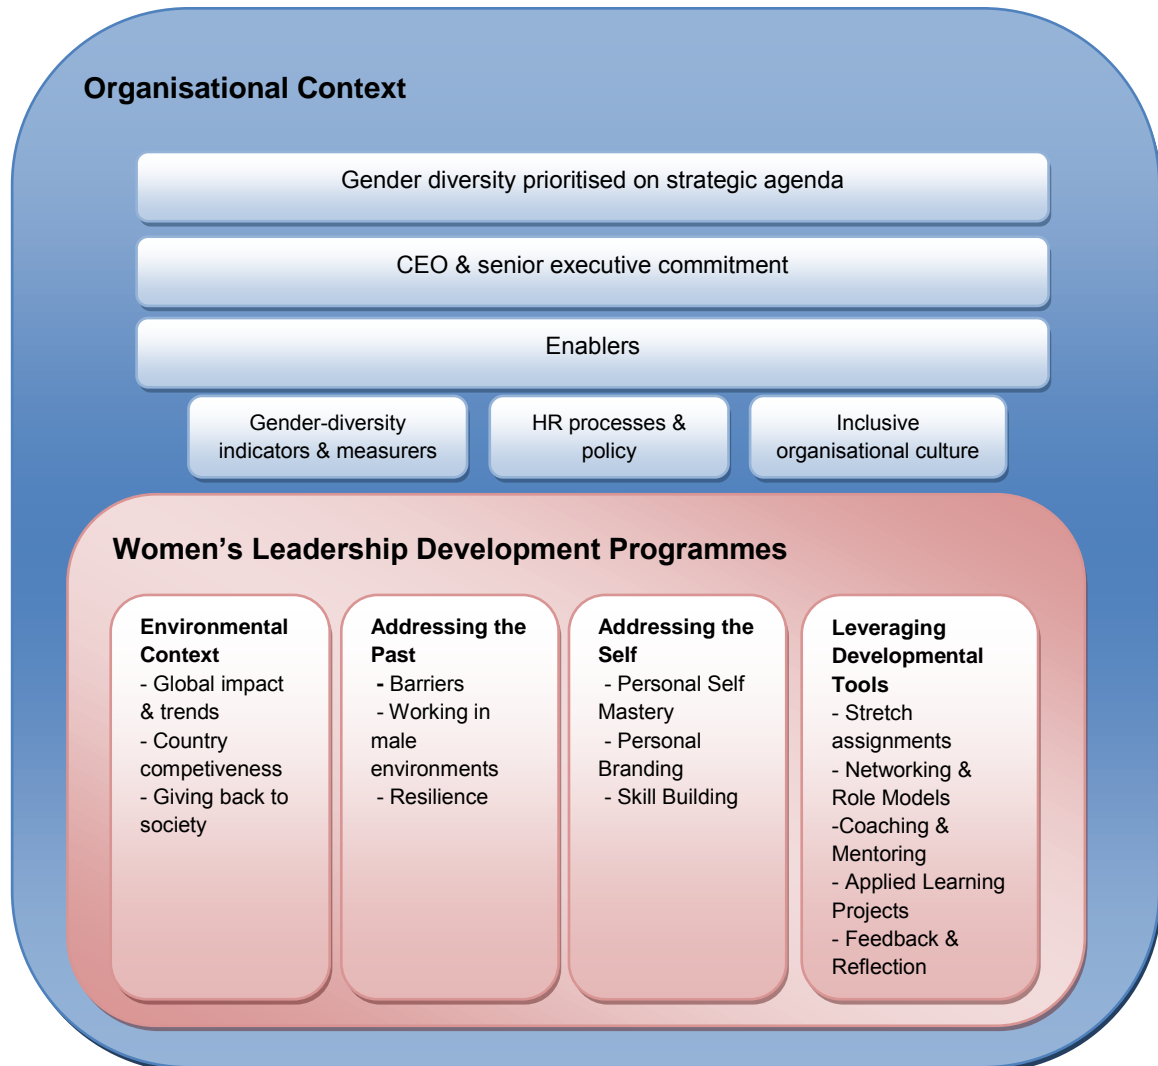 Organisational Context
Gender diversity prioritised on strategic agenda
CEO & senior executive commitment
Enablers
Gender-diversity
indicators & measurers
HR processes &
policy
Inclusive
organisational culture
Women’s Leadership Development Programmes
Environmental
Context
- Global impact
& trends
- Country
competiveness
- Giving back to
society
Addressing the
Past
- Barriers
- Working in
male
environments
- Resilience
Addressing the
Self
- Personal Self
Mastery
- Personal
Branding
- Skill Building
Leveraging
Developmental
Tools
- Stretch
assignments
- Networking &
Role Models
-Coaching &
Mentoring
- Applied Learning
Projects
- Feedback &
Reflection